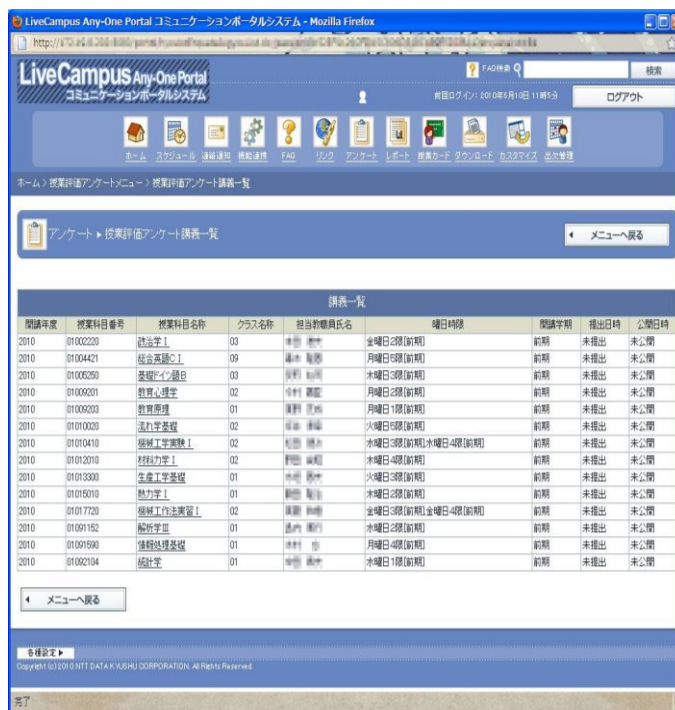 LiveCampus Any-One Portal コミュニケーションポータルシステム - Mozilla Firefox
LiveCampus Any-One Portal
コミュニケーションポータルシステム
FAQ検索
検索
前回ログイン: 2010年5月10日 11時5分
ログアウト
ホーム スケジュール 連絡通知 機能連携 FAQ リンク アンケート レポート 授業カード ダウンロード カスタマイズ 出欠管理
ホーム > 授業評価アンケートメニュー > 授業評価アンケート講義一覧
アンケート ▶ 授業評価アンケート講義一覧
メニューへ戻る
講義一覧
開講年度 授業科目番号 授業科目名称 クラス名称 担当教職員氏名 曜日時限 開講学期 提出日時 公開日時
2010 01002220 政治学Ⅰ 03 金曜日2限[前期] 前期 未提出 未公開
2010 01004421 総合英語CⅠ 09 月曜日5限[前期] 前期 未提出 未公開
2010 01005250 基礎ドイツ語B 03 木曜日3限[前期] 前期 未提出 未公開
2010 01009201 教育心理学 02 月曜日2限[前期] 前期 未提出 未公開
2010 01009203 教育原理 01 月曜日1限[前期] 前期 未提出 未公開
2010 01010020 流れ学基礎 02 火曜日5限[前期] 前期 未提出 未公開
2010 01010410 機械工学実験Ⅰ 02 水曜日3限[前期]水曜日4限[前期] 前期 未提出 未公開
2010 01012010 材料力学Ⅰ 02 木曜日4限[前期] 前期 未提出 未公開
2010 01013300 生産工学基礎 01 火曜日3限[前期] 前期 未提出 未公開
2010 01015010 熱力学Ⅰ 01 木曜日2限[前期] 前期 未提出 未公開
2010 01017720 機械工作法実習Ⅰ 02 金曜日3限[前期]金曜日4限[前期] 前期 未提出 未公開
2010 01091152 解析学Ⅲ 01 水曜日2限[前期] 前期 未提出 未公開
2010 01091590 情報処理基礎 01 月曜日4限[前期] 前期 未提出 未公開
2010 01092104 統計学 01 水曜日1限[前期] 前期 未提出 未公開
メニューへ戻る
各種設定▶
Copyright (c) 2010 NTT DATA KYUSHU CORPORATION. All Rights Reserved.
完了